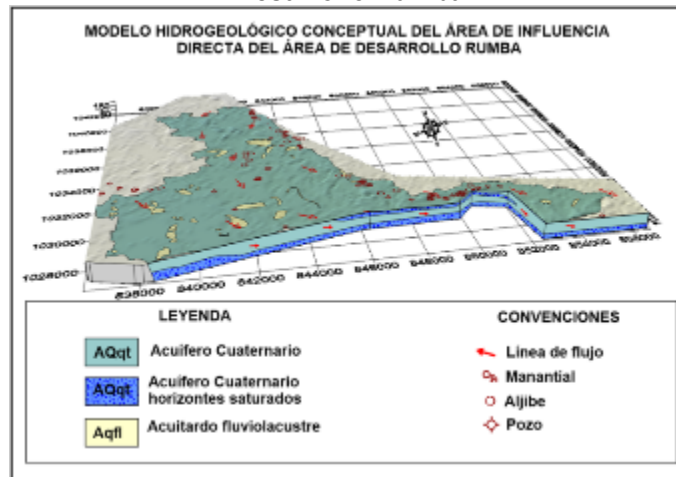 MODELO HIDROGEOLÓGICO CONCEPTUAL DEL ÁREA DE INFLUENCIA
DIRECTA DEL ÁREA DE DESARROLLO RUMBA
1034000
1032000
1030000
1028000
838000
840000
842000
844000
846000
848000
850000
852000
854000
856000
LEYENDA
AQqt Acuífero Cuaternario
AQqt Acuífero Cuaternario
horizontes saturados
Aqfl Acuitardo fluviolacustre
CONVENCIONES
Línea de flujo
Manantial
Aljibe
Pozo